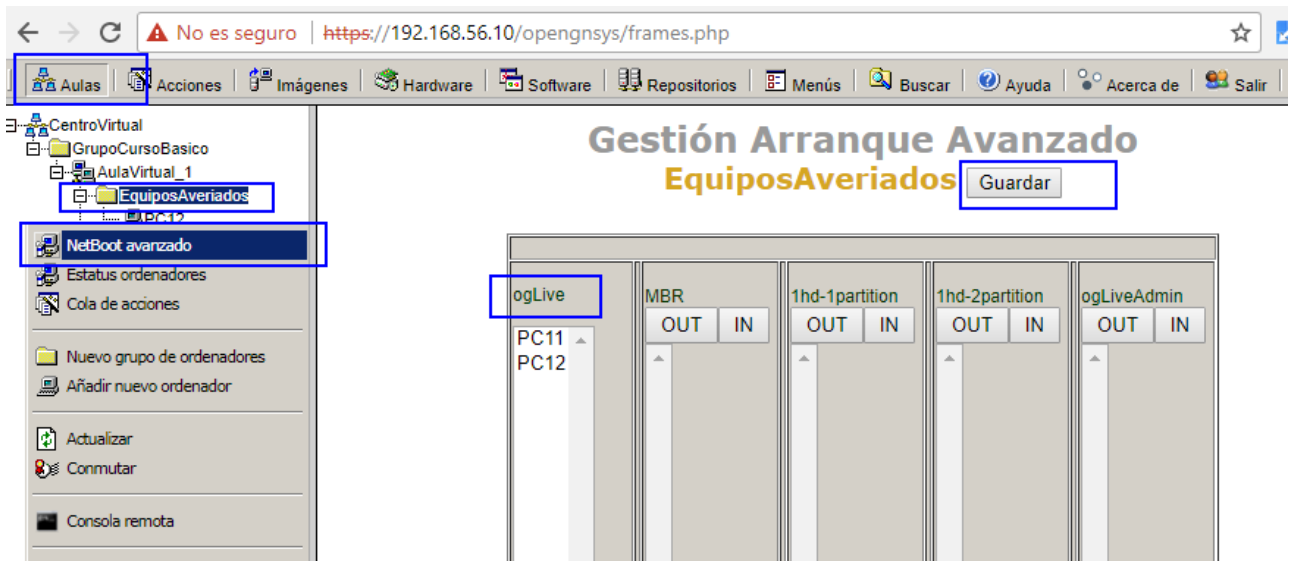 No es seguro | https://192.168.56.10/opengnsys/frames.php
Aulas Acciones Imágenes Hardware Software Repositorios Menús Buscar Ayuda Acerca de Salir
CentroVirtual
GrupoCursoBasico
AulaVirtual_1
EquiposAveriados
PC12
NetBoot avanzado
Estatus ordenadores
Cola de acciones
Nuevo grupo de ordenadores
Añadir nuevo ordenador
Actualizar
Conmutar
Consola remota
Gestión Arranque Avanzado
EquiposAveriados Guardar
ogLive MBR 1hd-1partition 1hd-2partition ogLiveAdmin
OUT IN OUT IN OUT IN OUT IN
PC11
PC12